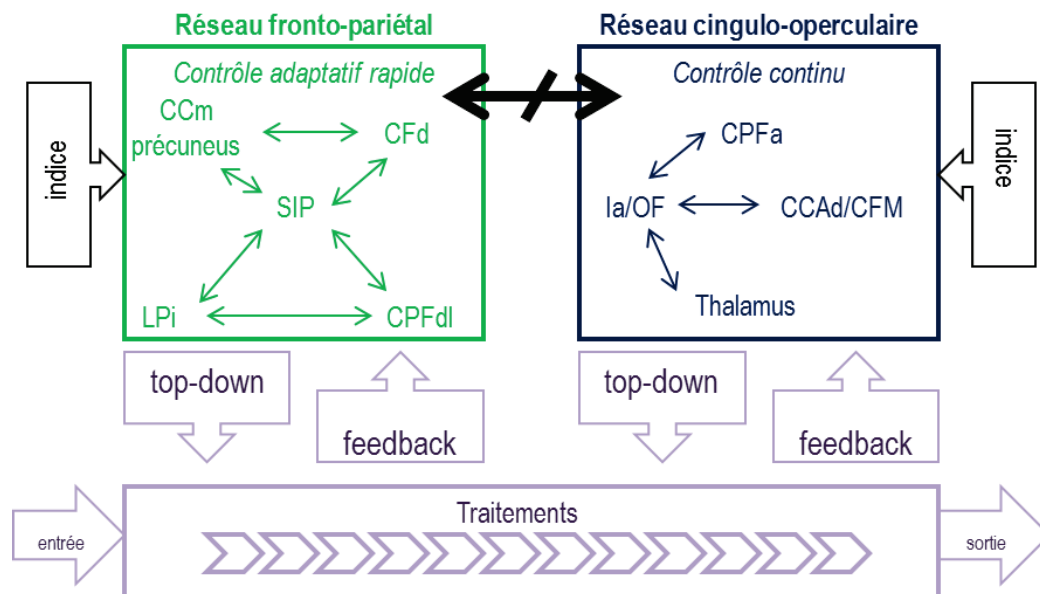 Réseau fronto-pariétal
Réseau cingulo-operculaire
Contrôle adaptatif rapide
Contrôle continu
CCm
précuneus
CFd
CPFa
indice
indice
SIP
Ia/OF
CCAd/CFM
LPi
CPFdl
Thalamus
top-down
feedback
top-down
feedback
Traitements
entrée
sortie